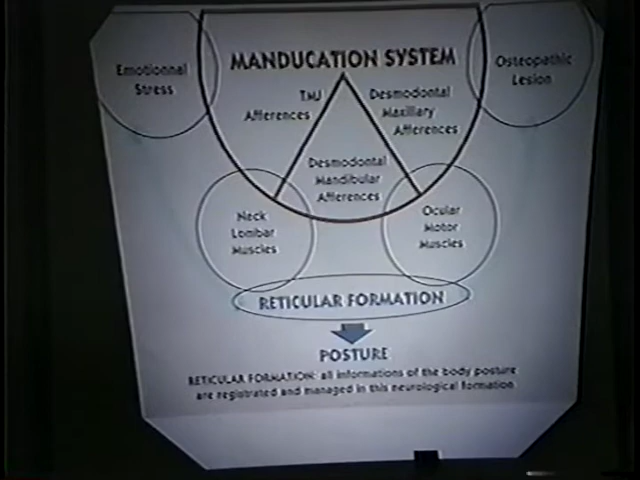 MANDUCATION SYSTEM
Emotionnal
Stress
Osteopathic
Lesion
TMJ
Afferences
Desmodontal
Maxillary
Afferences
Desmodontal
Mandibular
Afferences
Neck
Lombar
Muscles
Ocular
Motor
Muscles
RETICULAR FORMATION
POSTURE
RETICULAR FORMATION: all informations of the body posture
are registrated and managed in this neurological formation